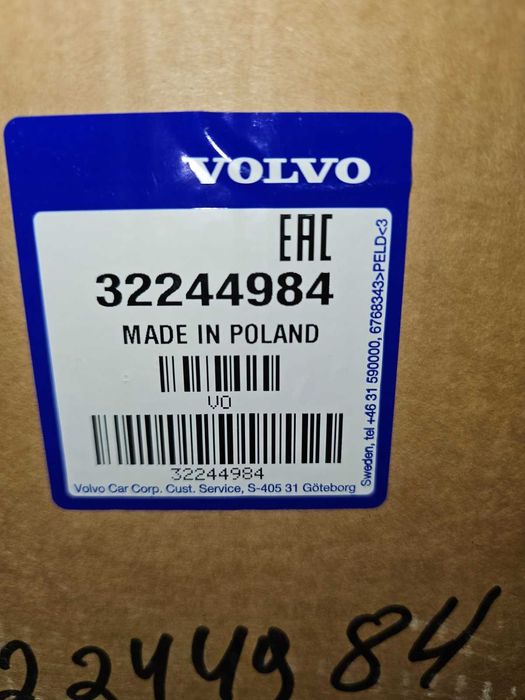 VOLVO
EAC
32244984
MADE IN POLAND
VO
32244984
Volvo Car Corp. Cust. Service, S-405 31 Göteborg
Sweden, tel +46 31 590000, 6768343>PELD<3
2244984